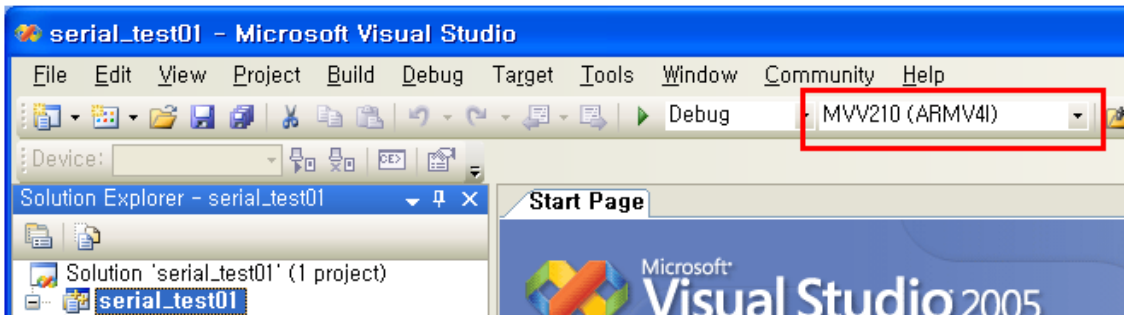 serial_test01 - Microsoft Visual Studio
File Edit View Project Build Debug Target Tools Window Community Help
Debug MVV210 (ARMV4I)
Device:
CE>
Solution Explorer - serial_test01
Start Page
Solution 'serial_test01' (1 project)
serial_test01
Microsoft
Visual Studio 2005